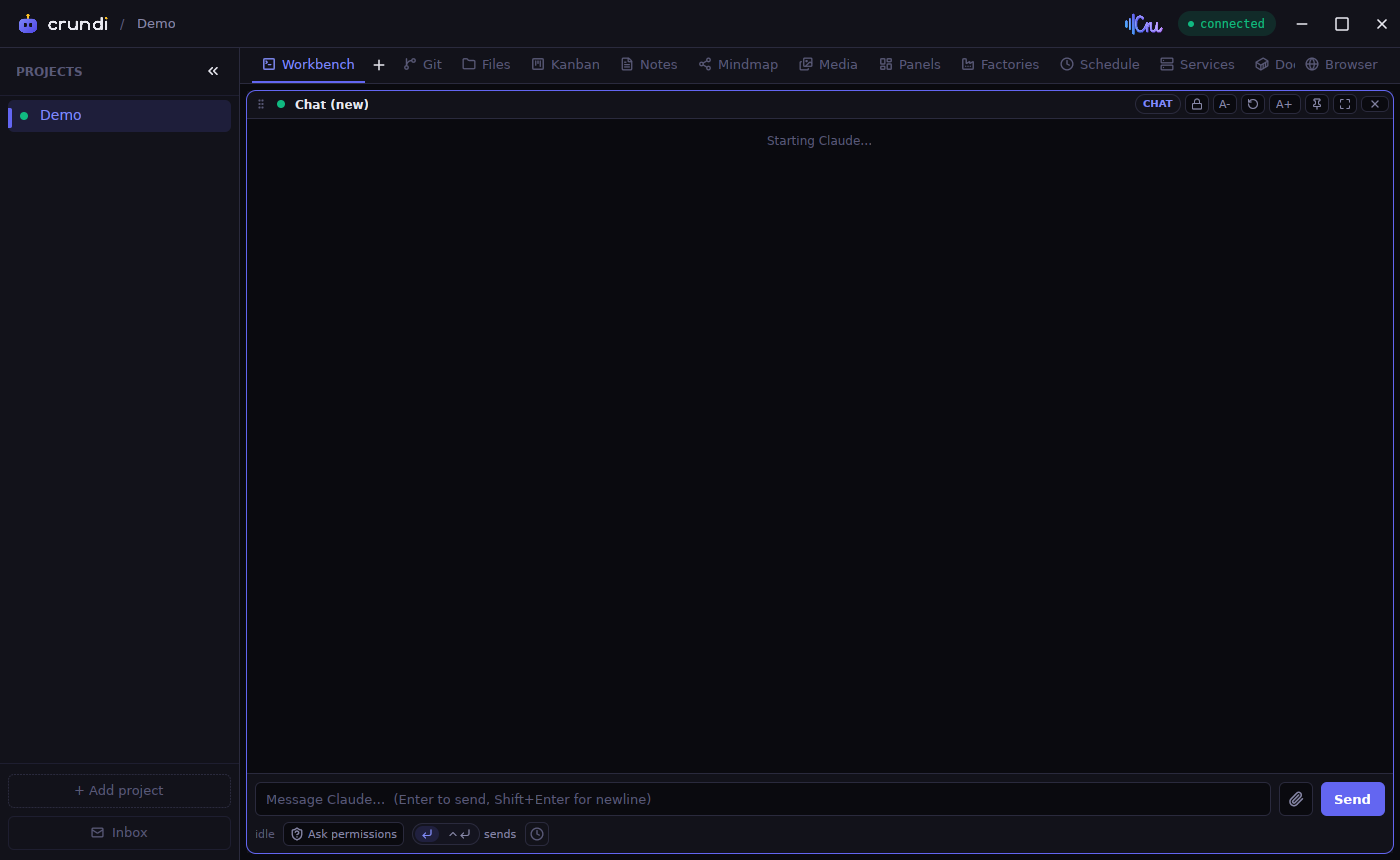 crundi / Demo
Cru
connected
PROJECTS
Workbench
Git
Files
Kanban
Notes
Mindmap
Media
Panels
Factories
Schedule
Services
Browser
Demo
Chat (new)
CHAT
A-
A+
Starting Claude...
Message Claude... (Enter to send, Shift+Enter for newline)
Send
idle
Ask permissions
sends
+ Add project
Inbox